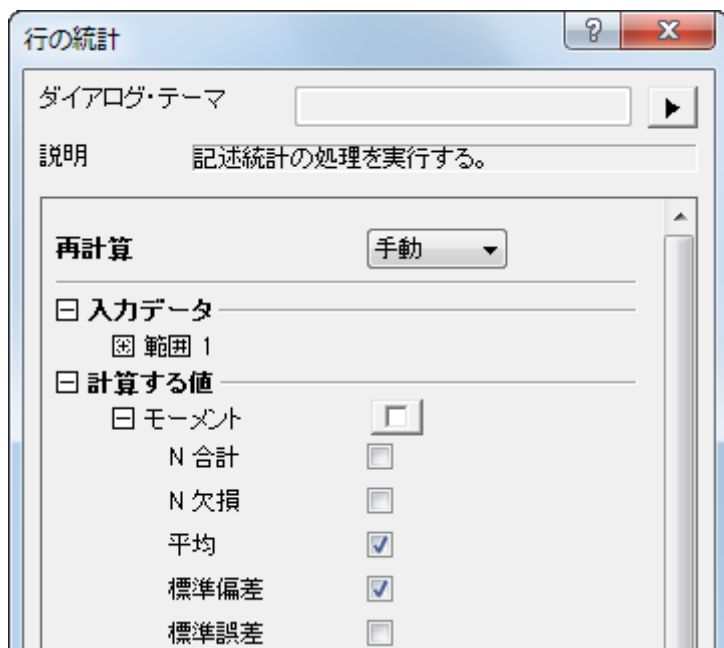 行の統計
ダイアログ・テーマ
説明 記述統計の処理を実行する。
再計算 手動
入力データ
範囲 1
計算する値
モーメント
N 合計
N 欠損
平均
標準偏差
標準誤差